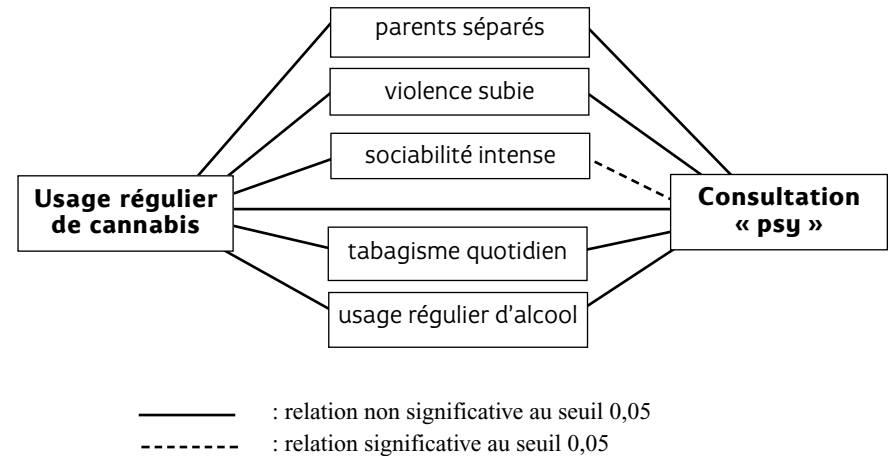 parents séparés
violence subie
sociabilité intense
Usage régulier
de cannabis
Consultation
« psy »
tabagisme quotidien
usage régulier d'alcool
: relation non significative au seuil 0,05
: relation significative au seuil 0,05